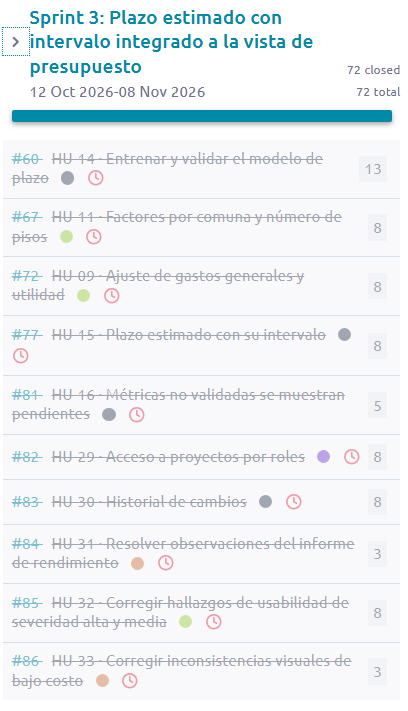 Sprint 3: Plazo estimado con
intervalo integrado a la vista de
presupuesto
72 closed
12 Oct 2026-08 Nov 2026
72 total
#60 HU-14 · Entrenar y validar el modelo de
plazo
13
#67 HU-11 · Factores por comuna y número de
pisos
8
#72 HU-09 · Ajuste de gastos generales y
utilidad
8
#77 HU-15 · Plazo estimado con su intervalo
8
#81 HU-16 · Métricas no validadas se muestran
pendientes
5
#82 HU-29 · Acceso a proyectos por roles
8
#83 HU-30 · Historial de cambios
8
#84 HU-31 · Resolver observaciones del informe
de rendimiento
3
#85 HU-32 · Corregir hallazgos de usabilidad de
severidad alta y media
8
#86 HU-33 · Corregir inconsistencias visuales de
bajo costo
3